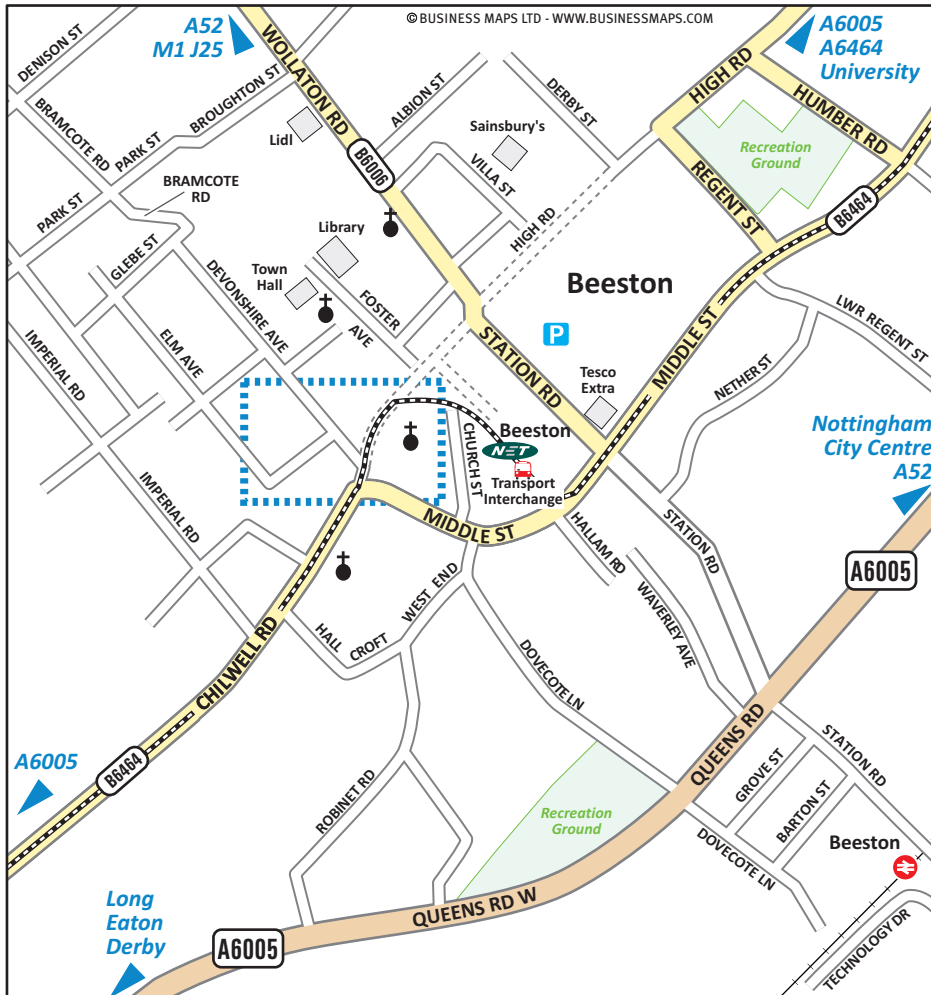 © BUSINESS MAPS LTD - WWW.BUSINESSMAPS.COM
A52
M1 J25
A6005
A6464
University
DENISON ST
WOLLATON RD
HIGH RD
HUMBER RD
BROUGHTON ST
ALBION ST
DERBY ST
BRAMCOTE RD
PARK ST
Lidl
Sainsbury's
Recreation
Ground
B6006
VILLA ST
REGENT ST
BRAMCOTE
RD
PARK ST
B6464
HIGH RD
Library
GLEBE ST
Town
Hall
DEVONSHIRE AVE
FOSTER
AVE
Beeston
LWR REGENT ST
IMPERIAL RD
ELM AVE
P
STATION RD
MIDDLE ST
Tesco
Extra
NETHER ST
Nottingham
City Centre
A52
Beeston
NET
CHURCH ST
Transport
Interchange
IMPERIAL RD
MIDDLE ST
HALLAM RD
STATION RD
A6005
WEST END
WAVERLEY AVE
HALL
CROFT
CHILWELL RD
DOVECOTE LN
A6005
B6464
QUEENS RD
STATION RD
ROBINET RD
GROVE ST
BARTON ST
Recreation
Ground
DOVECOTE LN
Beeston
Long
Eaton
Derby
QUEENS RD W
A6005
TECHNOLOGY DR